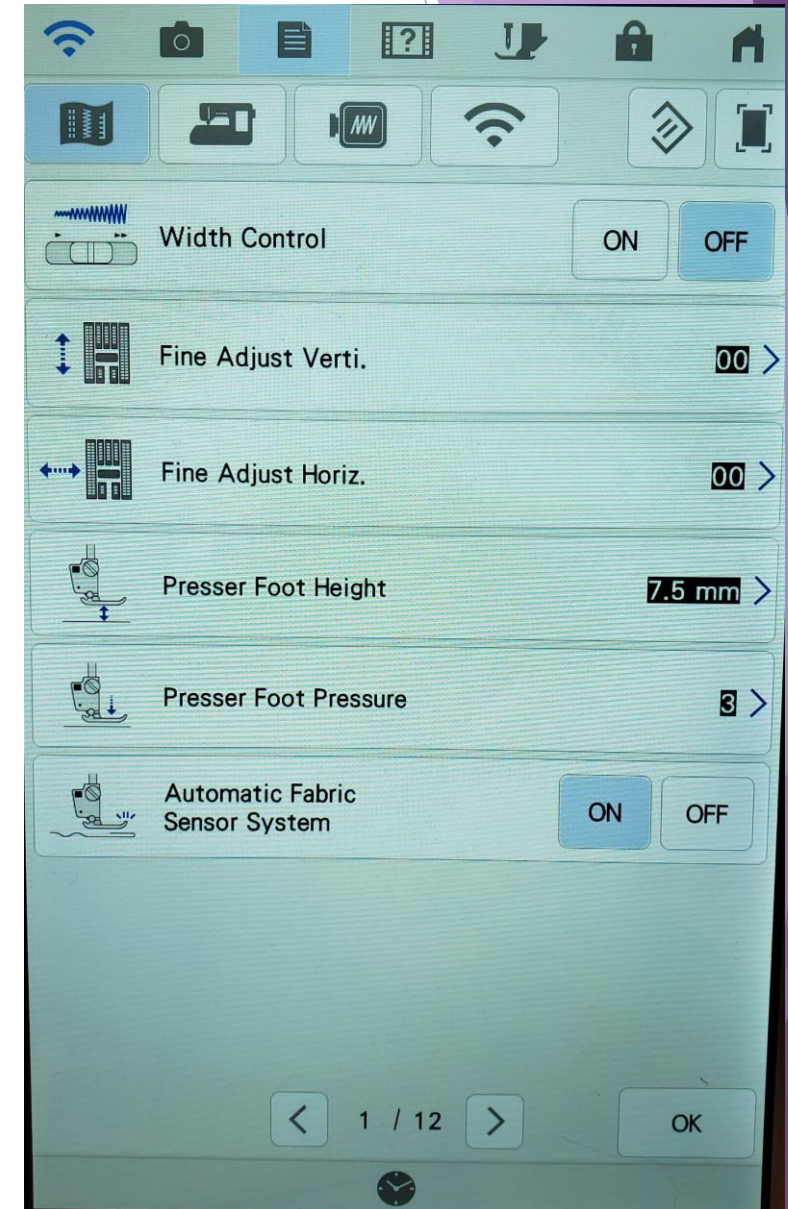 ?
Width Control
ON
OFF
Fine Adjust Verti.
00
Fine Adjust Horiz.
00
Presser Foot Height
7.5 mm
Presser Foot Pressure
3
Automatic Fabric
Sensor System
ON
OFF
1 / 12
OK